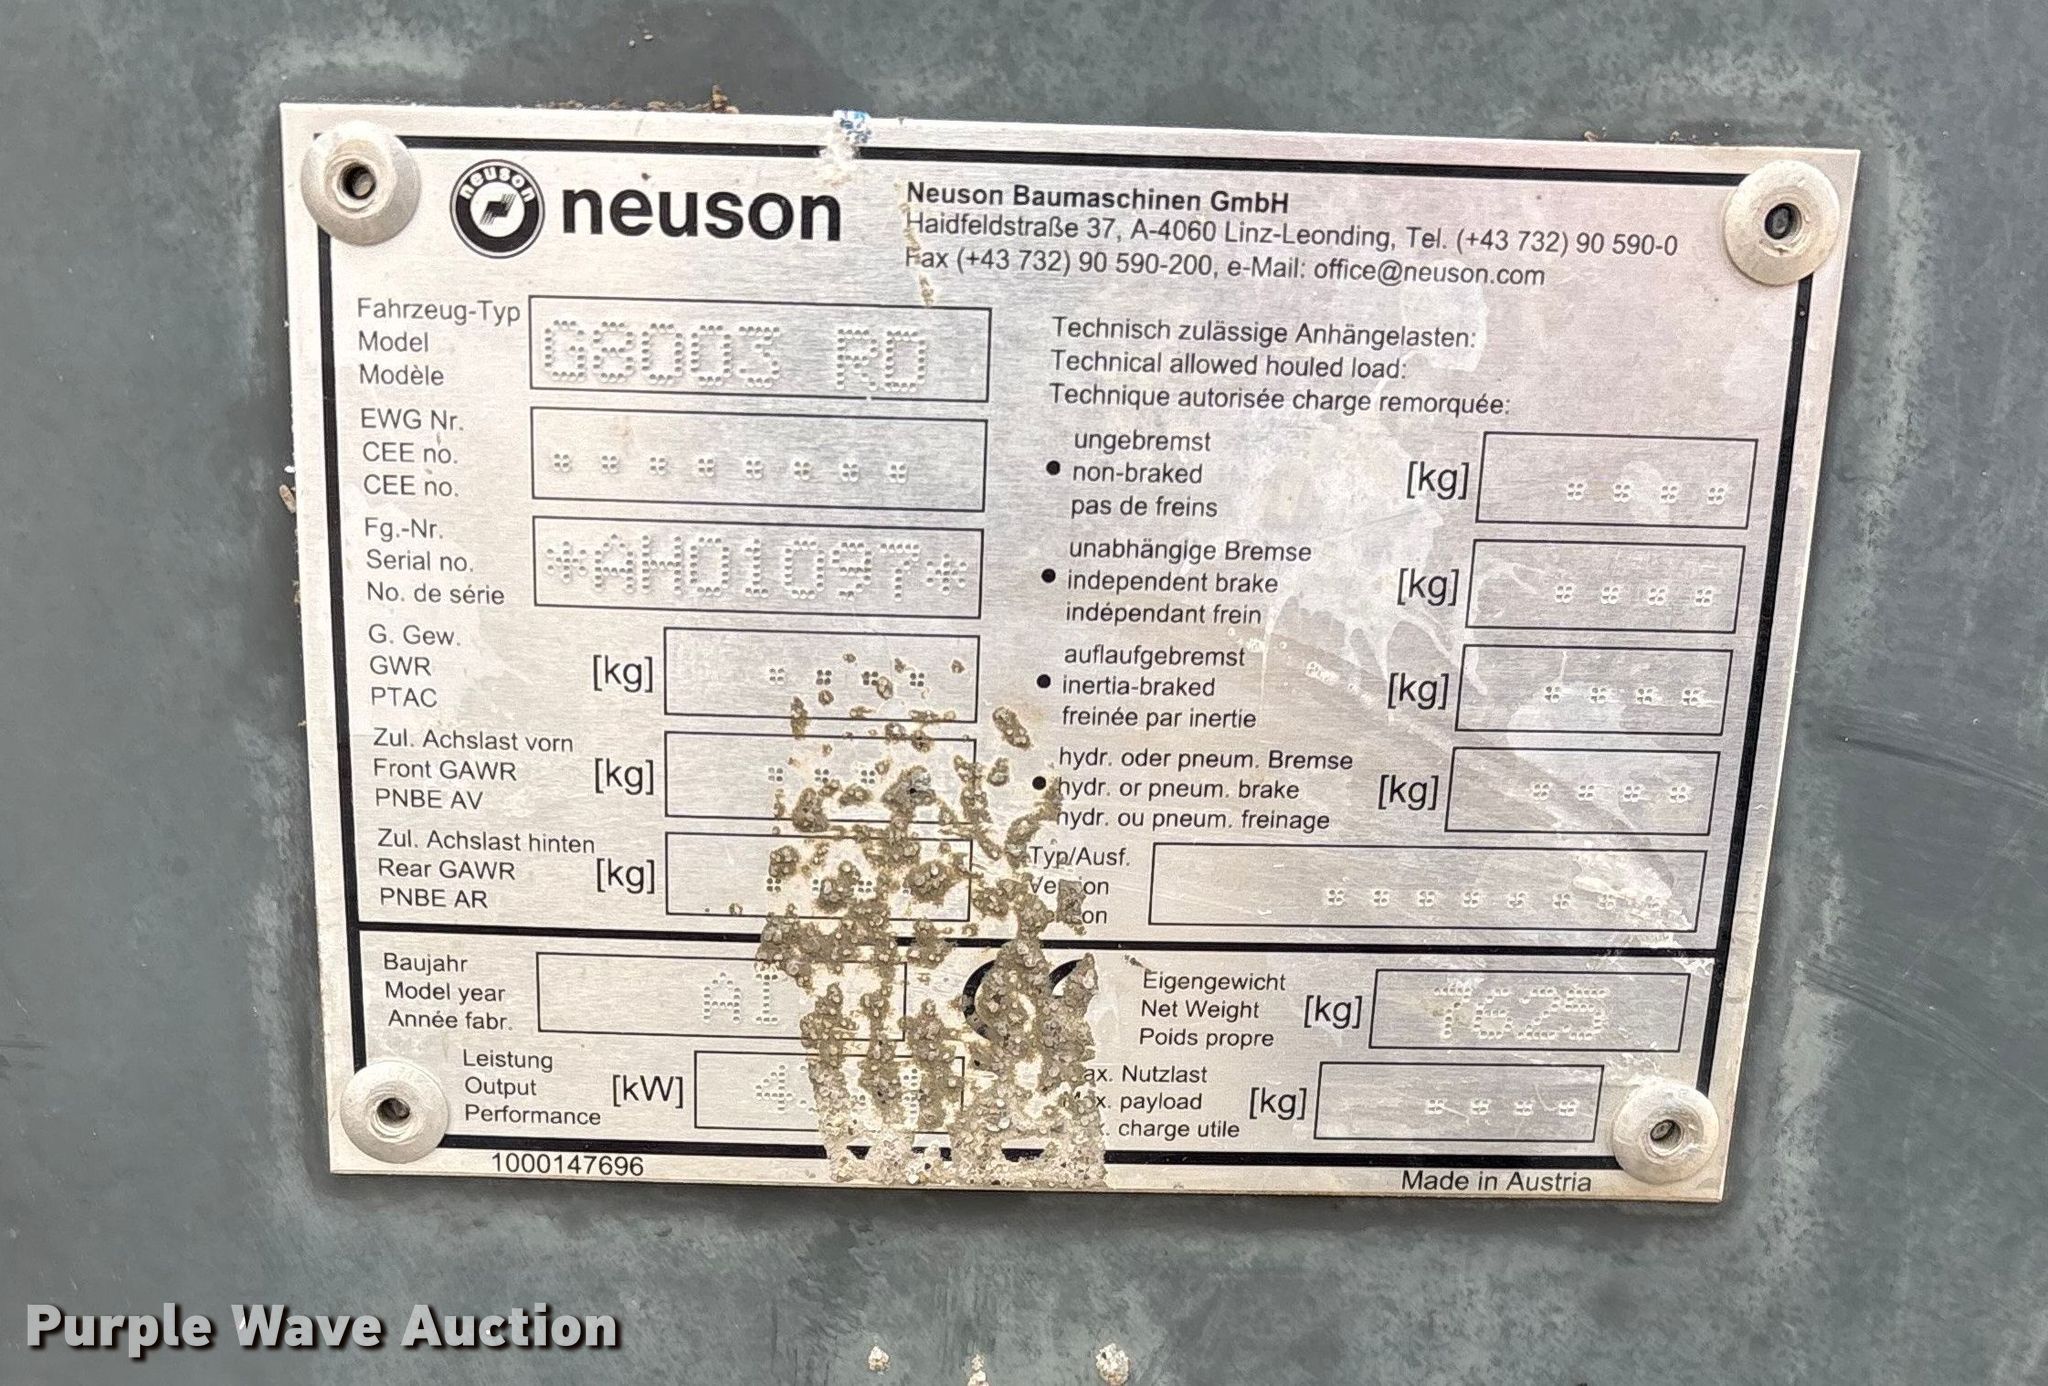 neuson
neuson
Neuson Baumaschinen GmbH
Haidfeldstraße 37, A-4060 Linz-Leonding, Tel. (+43 732) 90 590-0
Fax (+43 732) 90 590-200, e-Mail: office@neuson.com
Fahrzeug-Typ
Model
Modèle
G8003 RD
EWG Nr.
CEE no.
CEE no.
Fg.-Nr.
Serial no.
No. de série
*AH01097*
G. Gew.
GWR [kg]
PTAC
Zul. Achslast vorn
Front GAWR [kg]
PNBE AV
Zul. Achslast hinten
Rear GAWR [kg]
PNBE AR
Technisch zulässige Anhängelasten:
Technical allowed houled load:
Technique autorisée charge remorquée:
ungebremst
• non-braked [kg]
pas de freins
unabhängige Bremse
• independent brake [kg]
indépendant frein
auflaufgebremst
• inertia-braked [kg]
freinée par inertie
hydr. oder pneum. Bremse
• hydr. or pneum. brake [kg]
hydr. ou pneum. freinage
Typ/Ausf.
Baujahr
Model year
Année fabr.
Leistung
Output [kW]
Performance
Eigengewicht
Net Weight [kg] 7625
Poids propre
Nutzlast
payload [kg]
charge utile
1000147696
Made in Austria
Purple Wave Auction